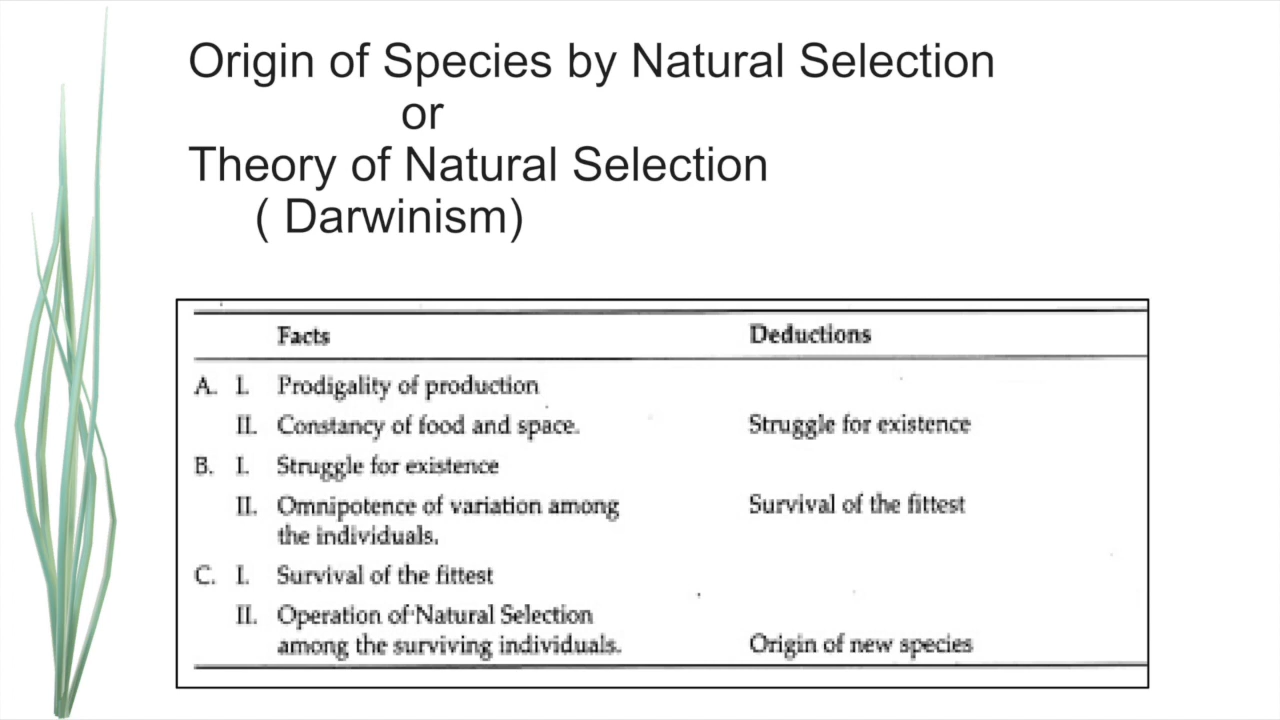 Origin of Species by Natural Selection
or
Theory of Natural Selection
( Darwinism)
Facts Deductions
A. I. Prodigality of production
II. Constancy of food and space. Struggle for existence
B. I. Struggle for existence
II. Omnipotence of variation among Survival of the fittest
the individuals.
C. I. Survival of the fittest
II. Operation of Natural Selection
among the surviving individuals. Origin of new species